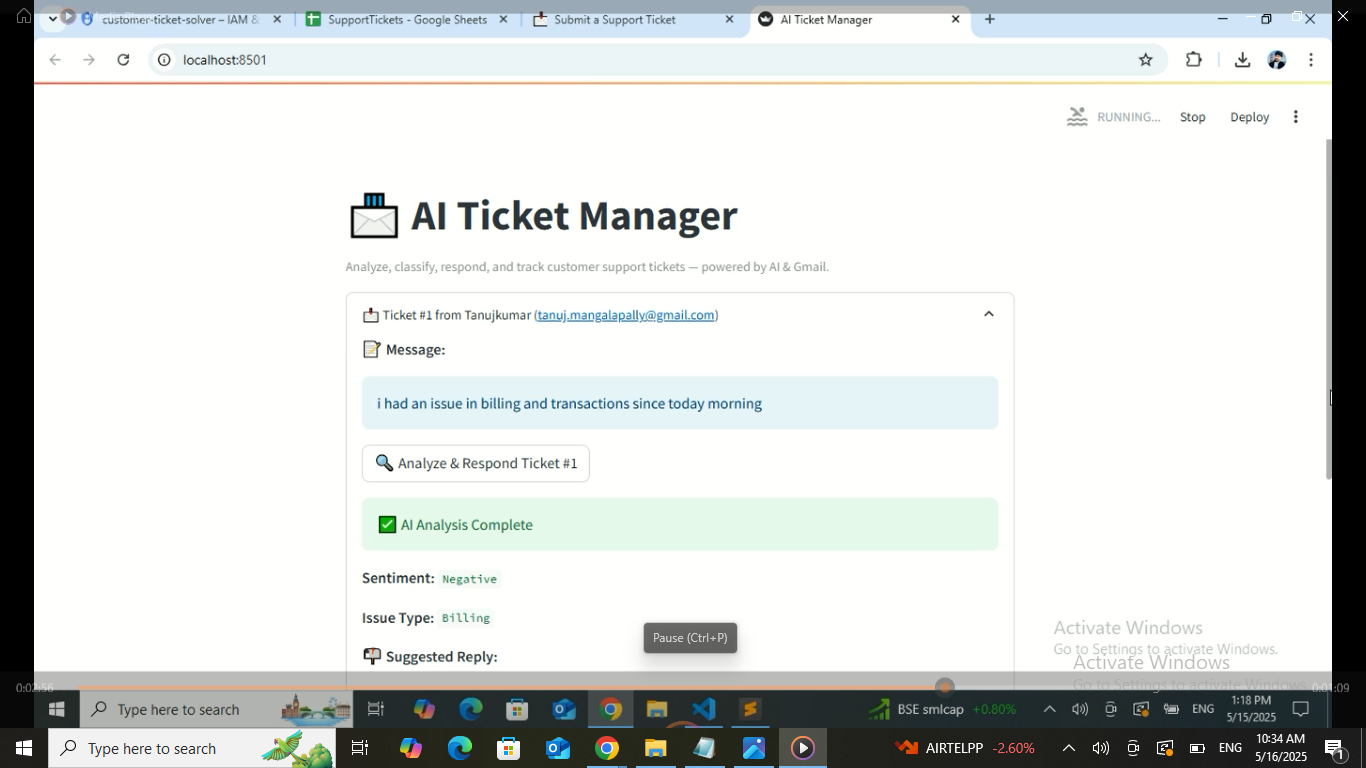 customer-ticket-solver – IAM &
SupportTickets - Google Sheets
Submit a Support Ticket
AI Ticket Manager
localhost:8501
RUNNING...
Stop
Deploy
AI Ticket Manager
Analyze, classify, respond, and track customer support tickets — powered by AI & Gmail.
Ticket #1 from Tanujkumar (tanuj.mangalapally@gmail.com)
Message:
i had an issue in billing and transactions since today morning
Analyze & Respond Ticket #1
AI Analysis Complete
Sentiment: Negative
Issue Type: Billing
Suggested Reply:
Pause (Ctrl+P)
Activate Windows
Go to Settings to activate Windows.
Activate Windows
Go to Settings to activate Windows.
0:02:56
0:01:09
Type here to search
BSE smlcap +0.80%
ENG
1:18 PM
5/15/2025
Type here to search
AIRTELPP -2.60%
ENG
10:34 AM
5/16/2025
1